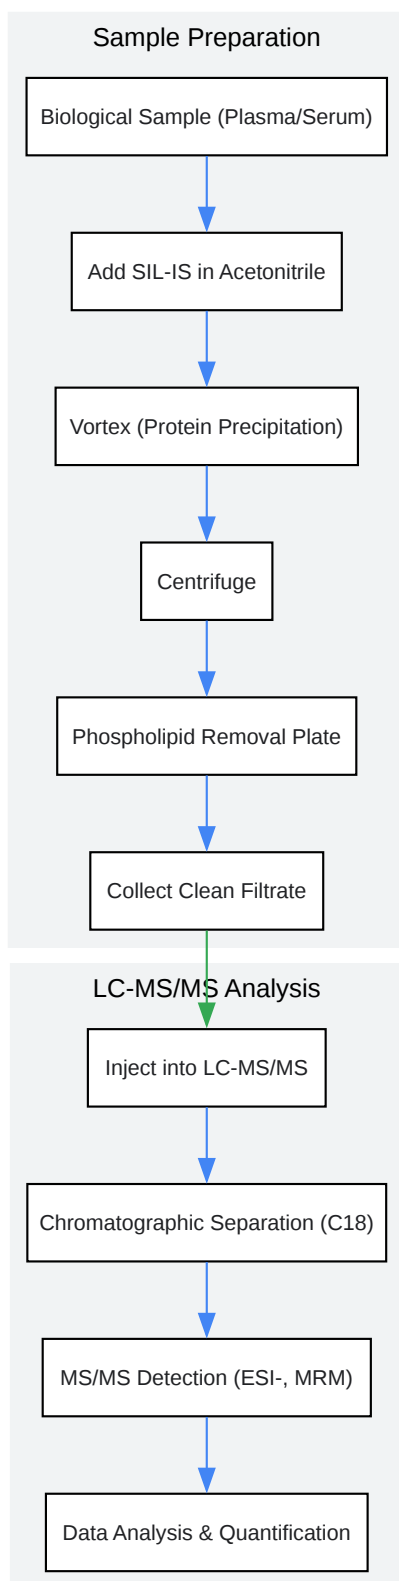 Sample Preparation
Biological Sample (Plasma/Serum)
Add SIL-IS in Acetonitrile
Vortex (Protein Precipitation)
Centrifuge
Phospholipid Removal Plate
Collect Clean Filtrate
LC-MS/MS Analysis
Inject into LC-MS/MS
Chromatographic Separation (C18)
MS/MS Detection (ESI-, MRM)
Data Analysis & Quantification